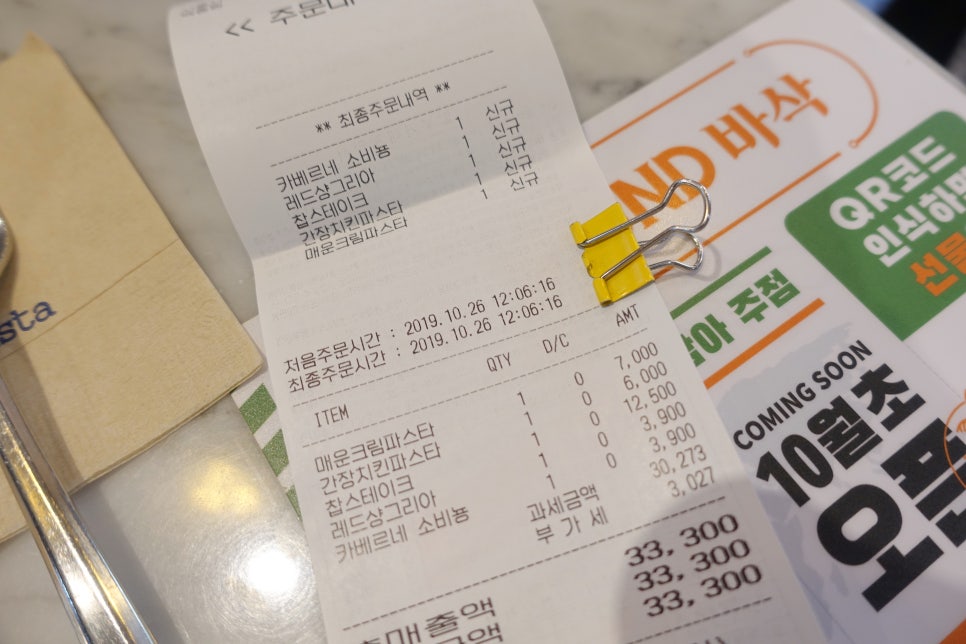 << 주문내
** 최종주문내역 **
카베르네 소비뇽 1 신규
레드샹그리아 1 신규
찹스테이크 1 신규
간장치킨파스타 1 신규
매운크림파스타
처음주문시간 : 2019.10.26 12:06:16
최종주문시간 : 2019.10.26 12:06:16
ITEM QTY D/C AMT
매운크림파스타 1 0 7,000
간장치킨파스타 1 0 6,000
찹스테이크 1 0 12,500
레드샹그리아 1 0 3,900
카베르네 소비뇽 1 0 3,900
과세금액 30,273
부 가 세 3,027
33,300
매출액 33,300
금액 33,300
sta
ND 바삭
QR코드
인식하면
선물
주점
COMING SOON
10월초
오픈